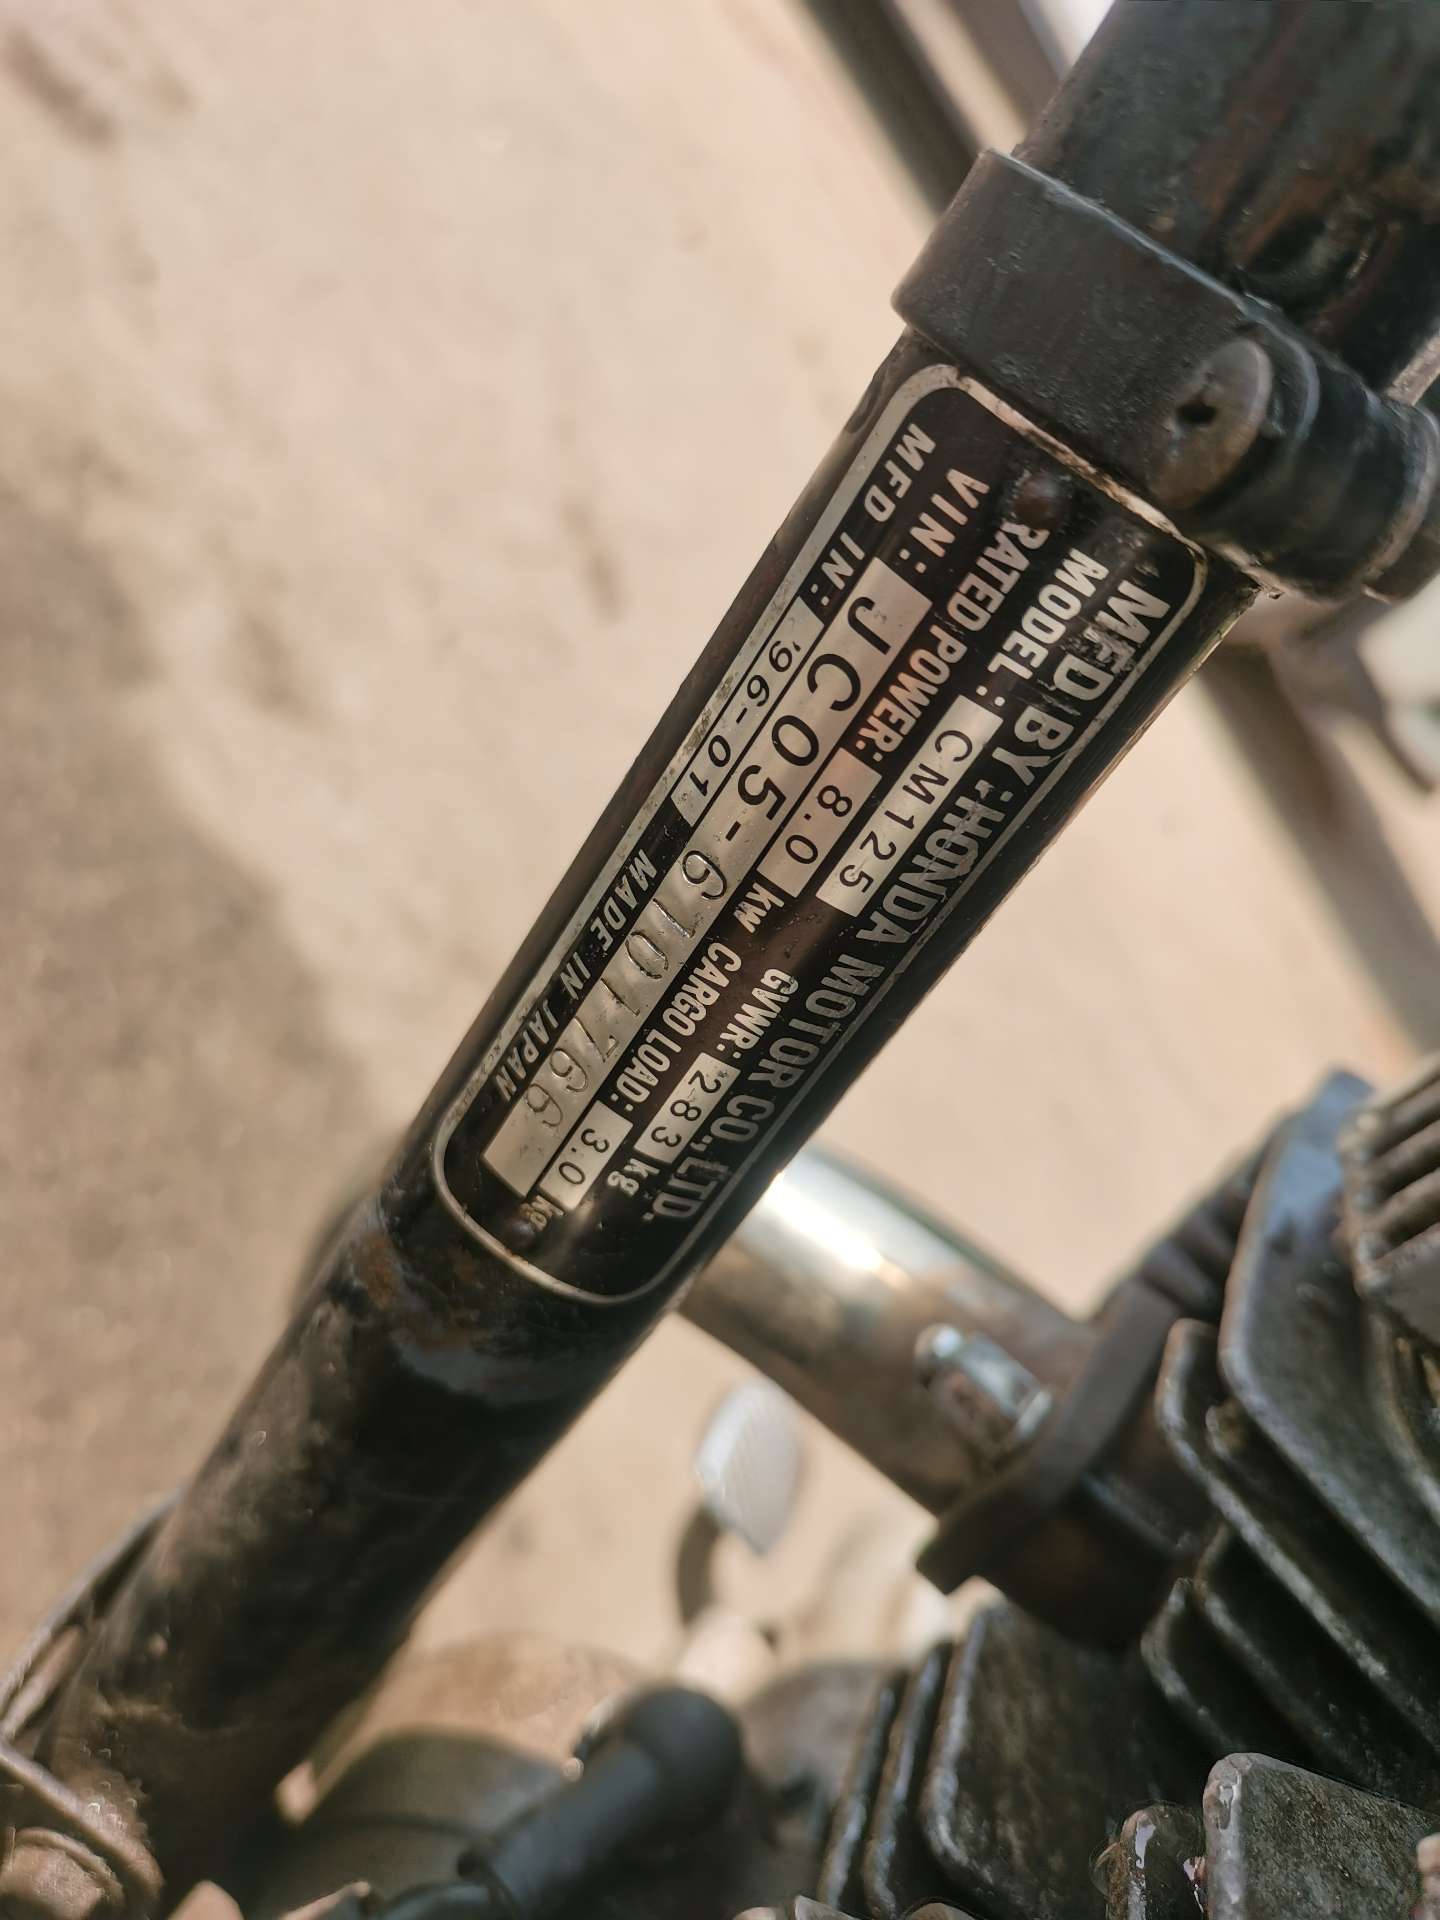 MFD BY: HONDA MOTOR CO., LTD.
MODEL: CM125 GVWR: 283 kg
RATED POWER: 8.0 kW CARGO LOAD: 3.0 kg
VIN: JC05-6101766
MFD IN: '96-01 MADE IN JAPAN